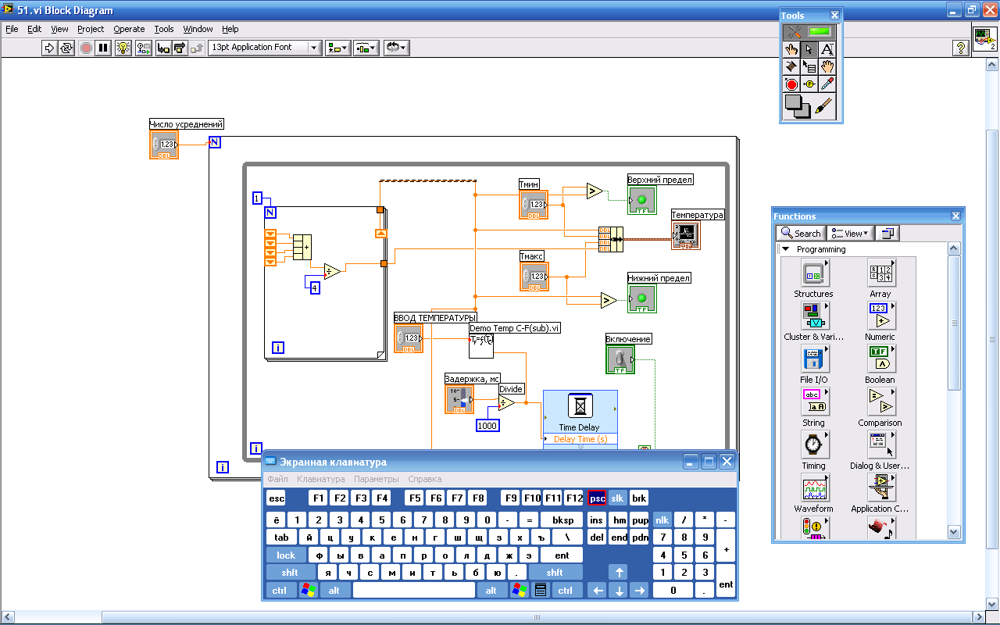 51.vi Block Diagram
File Edit View Project Operate Tools Window Help
13pt Application Font
?
2
Tools
Число усреднений
1.23
DBL
N
1
N
Тмин
1.23
DBL
>
Верхний предел
TF
Температура
DBL
DBL
DBL
DBL
+
÷
4
i
Тмакс
1.23
DBL
>
Нижний предел
TF
ВВОД ТЕМПЕРАТУРЫ
1.23
DBL
Demo Temp C-F(sub).vi
Включение
TF
Задержка, мс
10-
5-
DBL
Divide
÷
1000
Time Delay
Delay Time (s)
i
i
Functions
Search View
Programming
Structures Array
Cluster & Vari... Numeric
File I/O Boolean
String Comparison
Timing Dialog & User...
Waveform Application C...
Экранная клавиатура
Файл Клавиатура Параметры Справка
esc F1 F2 F3 F4 F5 F6 F7 F8 F9 F10 F11 F12 psc slk brk
ё 1 2 3 4 5 6 7 8 9 0 - = bksp ins hm pup nlk / * -
tab й ц у к е н г ш щ з х ъ \ del end pdn 7 8 9 +
lock ф ы в а п р о л д ж э ent 4 5 6
shft я ч с м и т ь б ю . shft 1 2 3 ent
ctrl alt alt ctrl 0 .